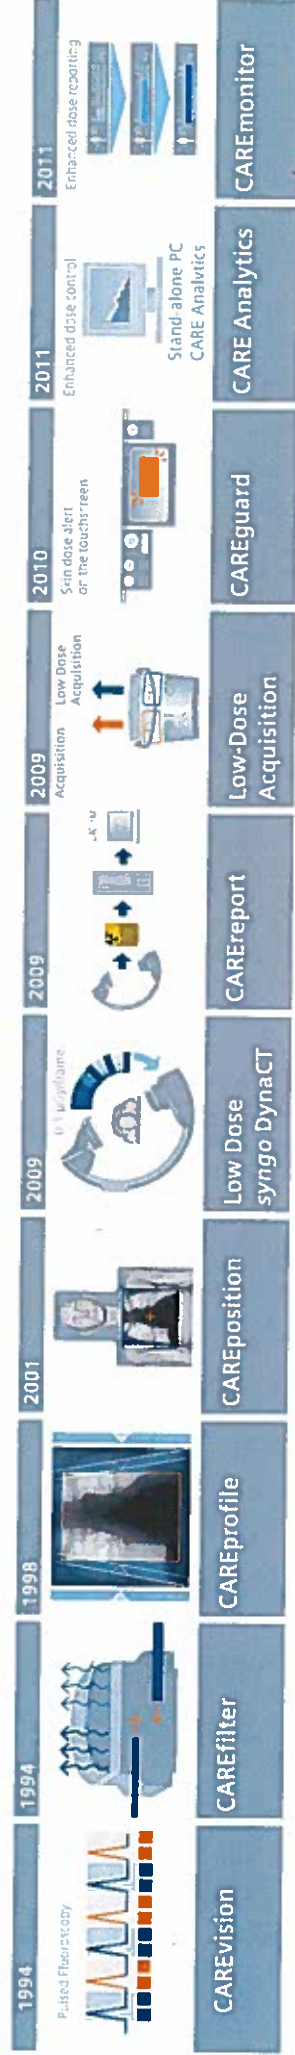 1994
Pulsed Fluoroscopy
CAREvision
1994
CAREfilter
1998
CAREprofile
2001
CAREposition
2009
Low Dose
syngo DynaCT
2009
CAREreport
2009
Acquisition
Low Dose
Acquisition
Low-Dose
Acquisition
2010
Skin dose alert
on the touchscreen
CAREguard
2011
Enhanced dose control
Stand-alone PC
CARE Analytics
CARE Analytics
2011
Enhanced dose reporting
CAREmonitor